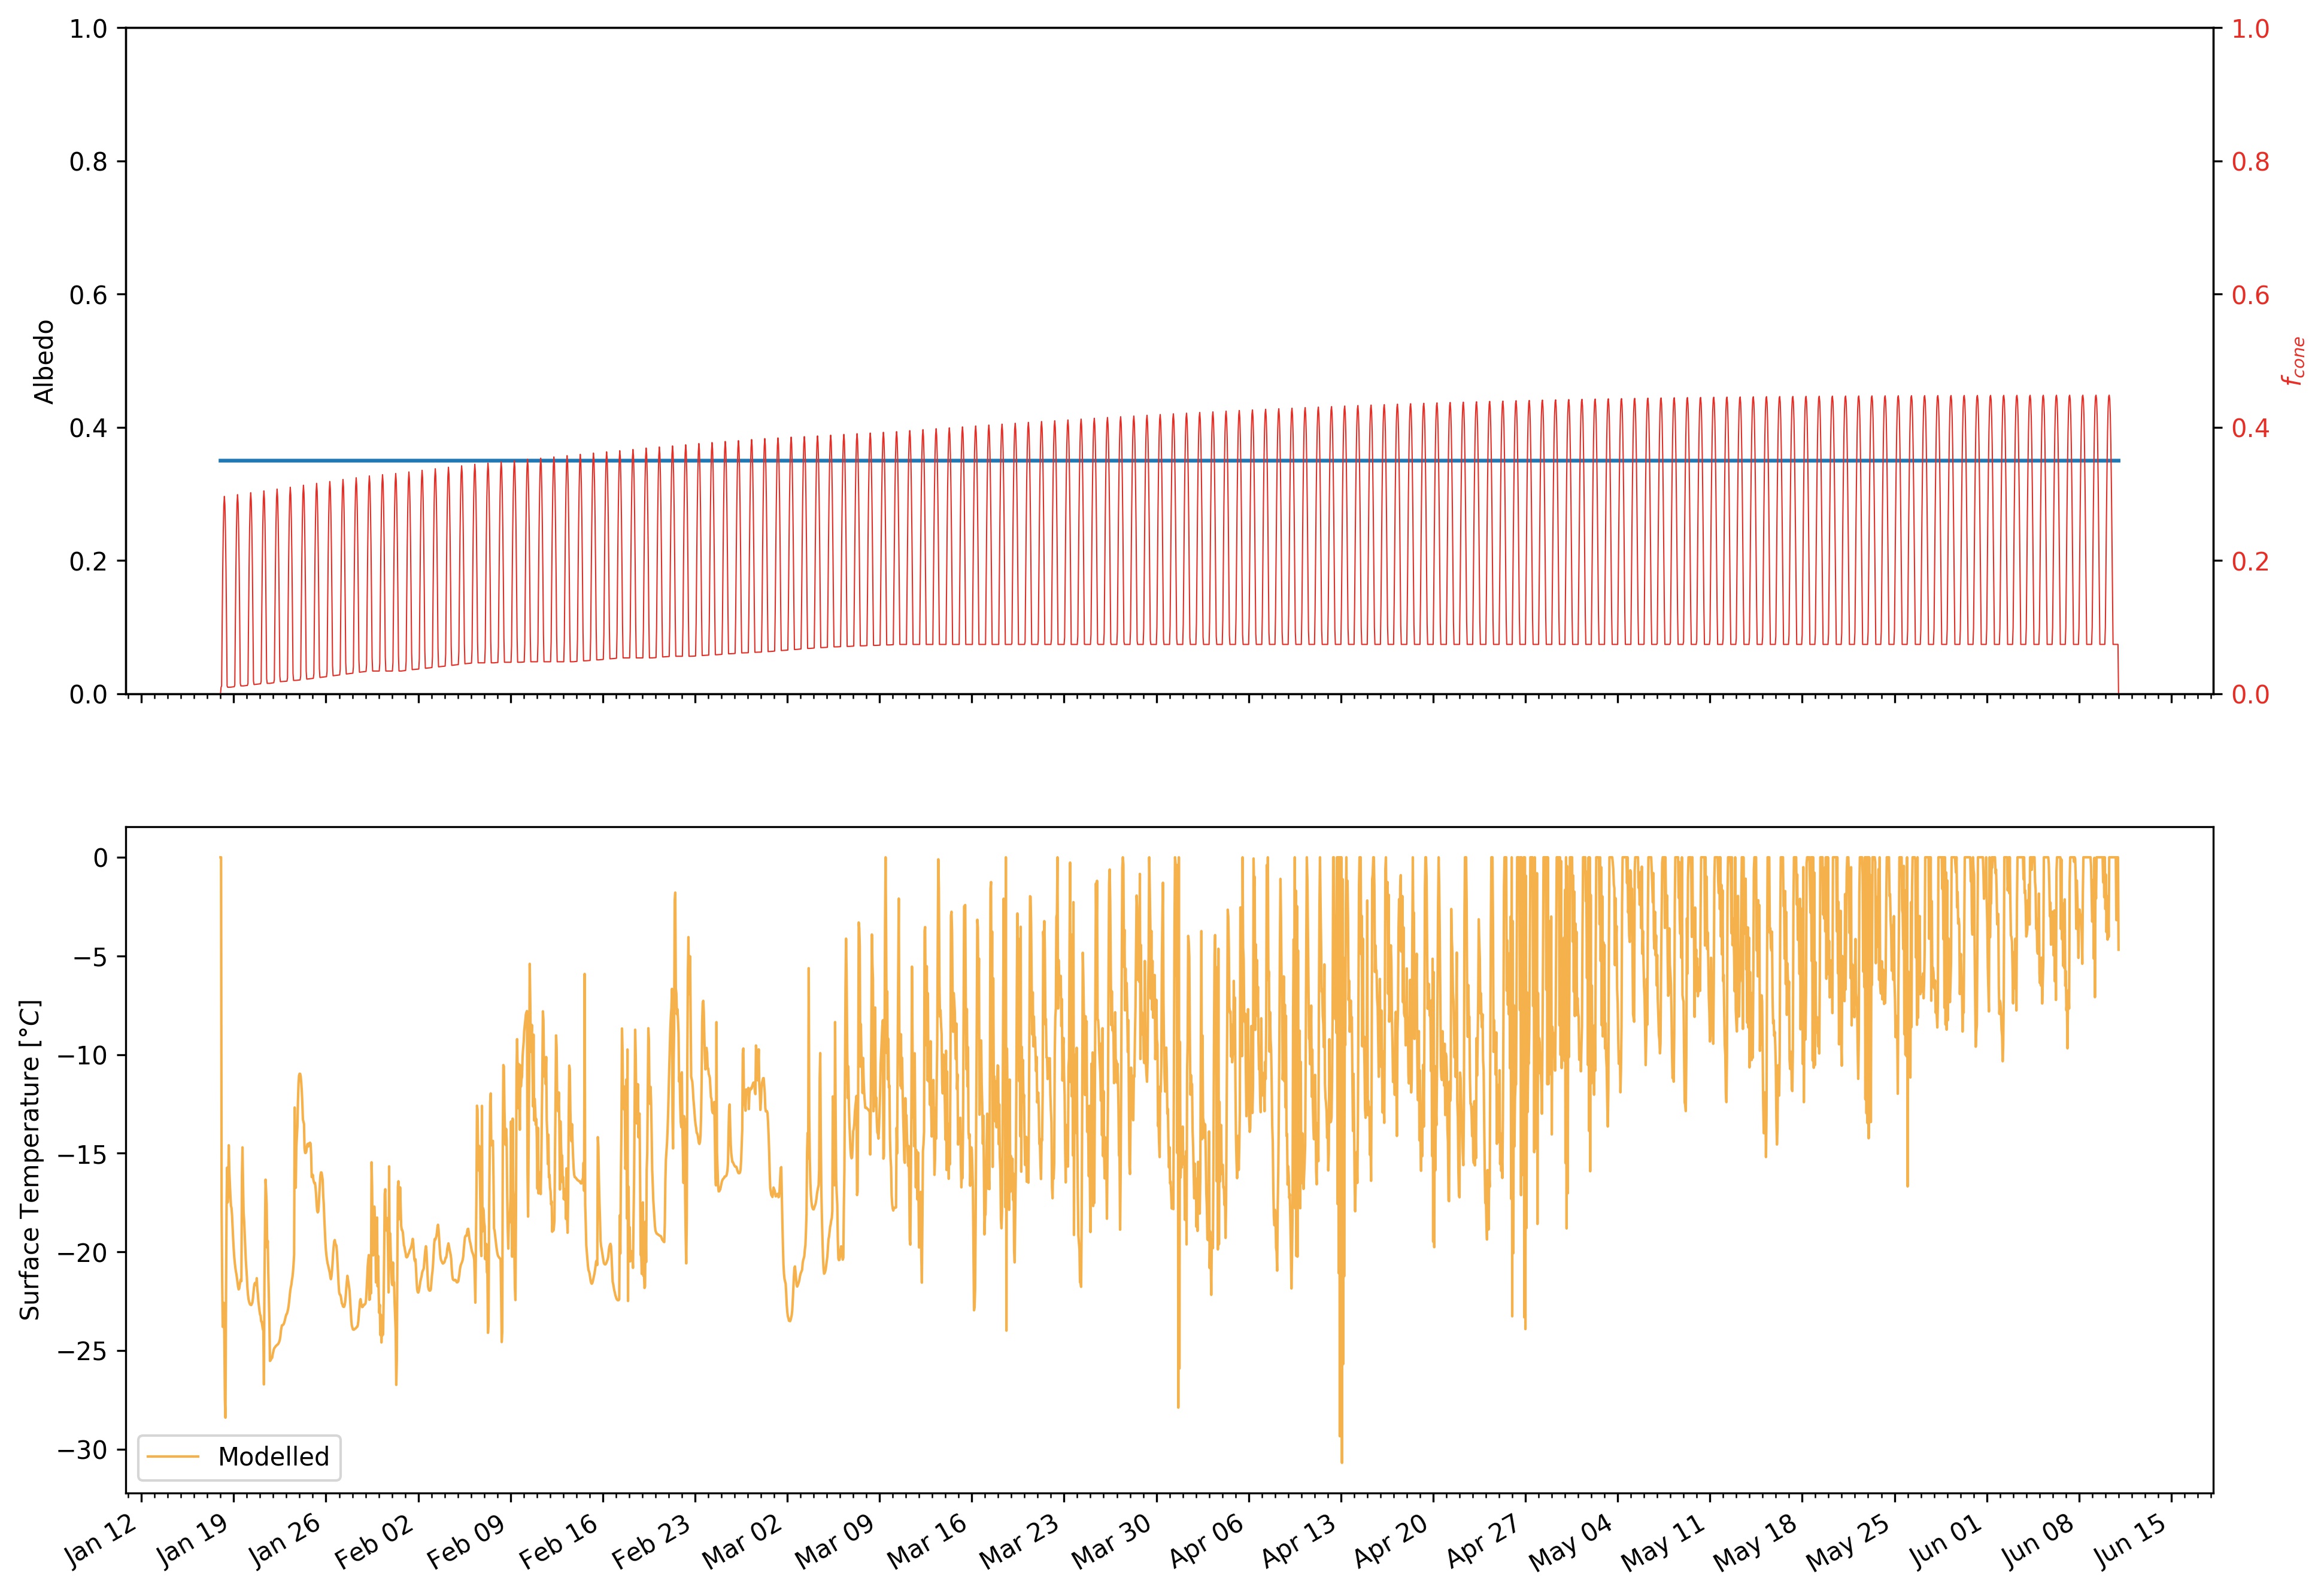 1.0
0.8
0.6
0.4
0.2
0.0
Albedo
1.0
0.8
0.6
0.4
0.2
0.0
fcone
0
−5
−10
−15
−20
−25
−30
Surface Temperature [°C]
Modelled
Jan 12
Jan 19
Jan 26
Feb 02
Feb 09
Feb 16
Feb 23
Mar 02
Mar 09
Mar 16
Mar 23
Mar 30
Apr 06
Apr 13
Apr 20
Apr 27
May 04
May 11
May 18
May 25
Jun 01
Jun 08
Jun 15